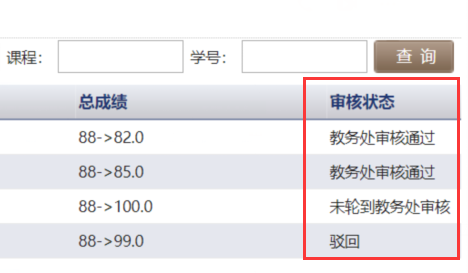 课程： 学号： 查 询
总成绩 审核状态
88->82.0 教务处审核通过
88->85.0 教务处审核通过
88->100.0 未轮到教务处审核
88->99.0 驳回